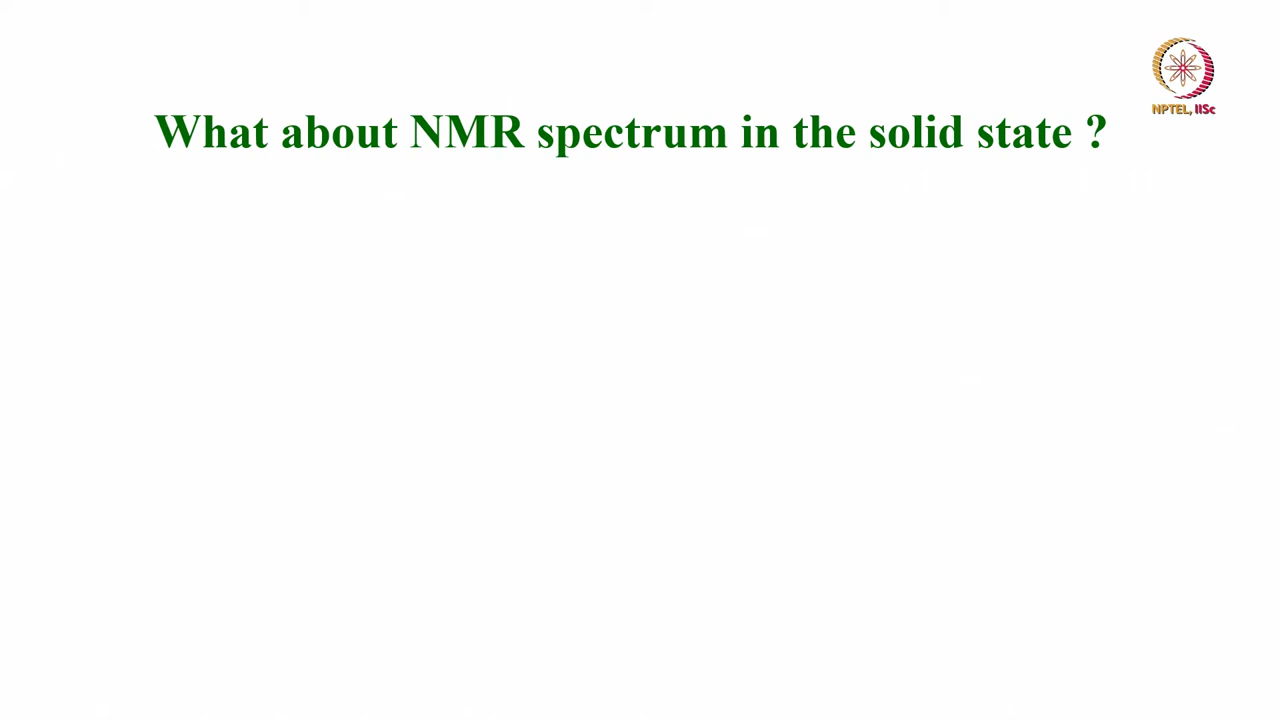 What about NMR spectrum in the solid state ?
NPTEL, IISc